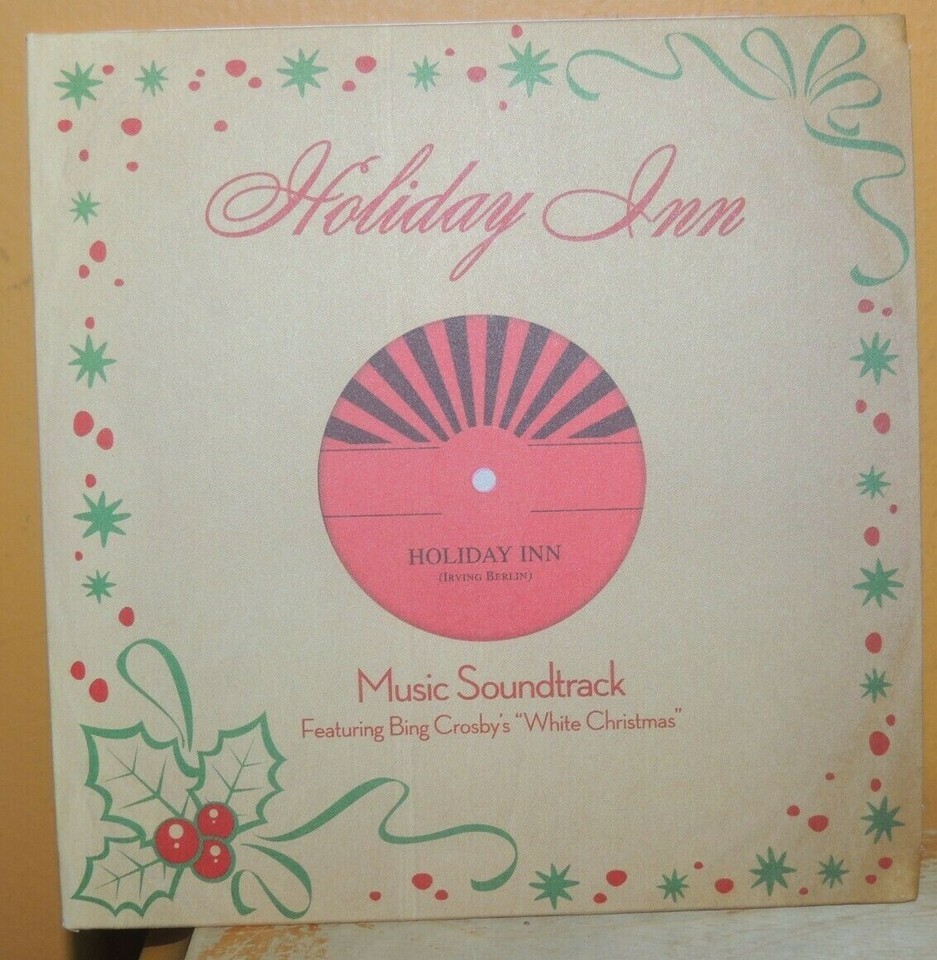 Holiday Inn
HOLIDAY INN
(IRVING BERLIN)
Music Soundtrack
Featuring Bing Crosby's "White Christmas"